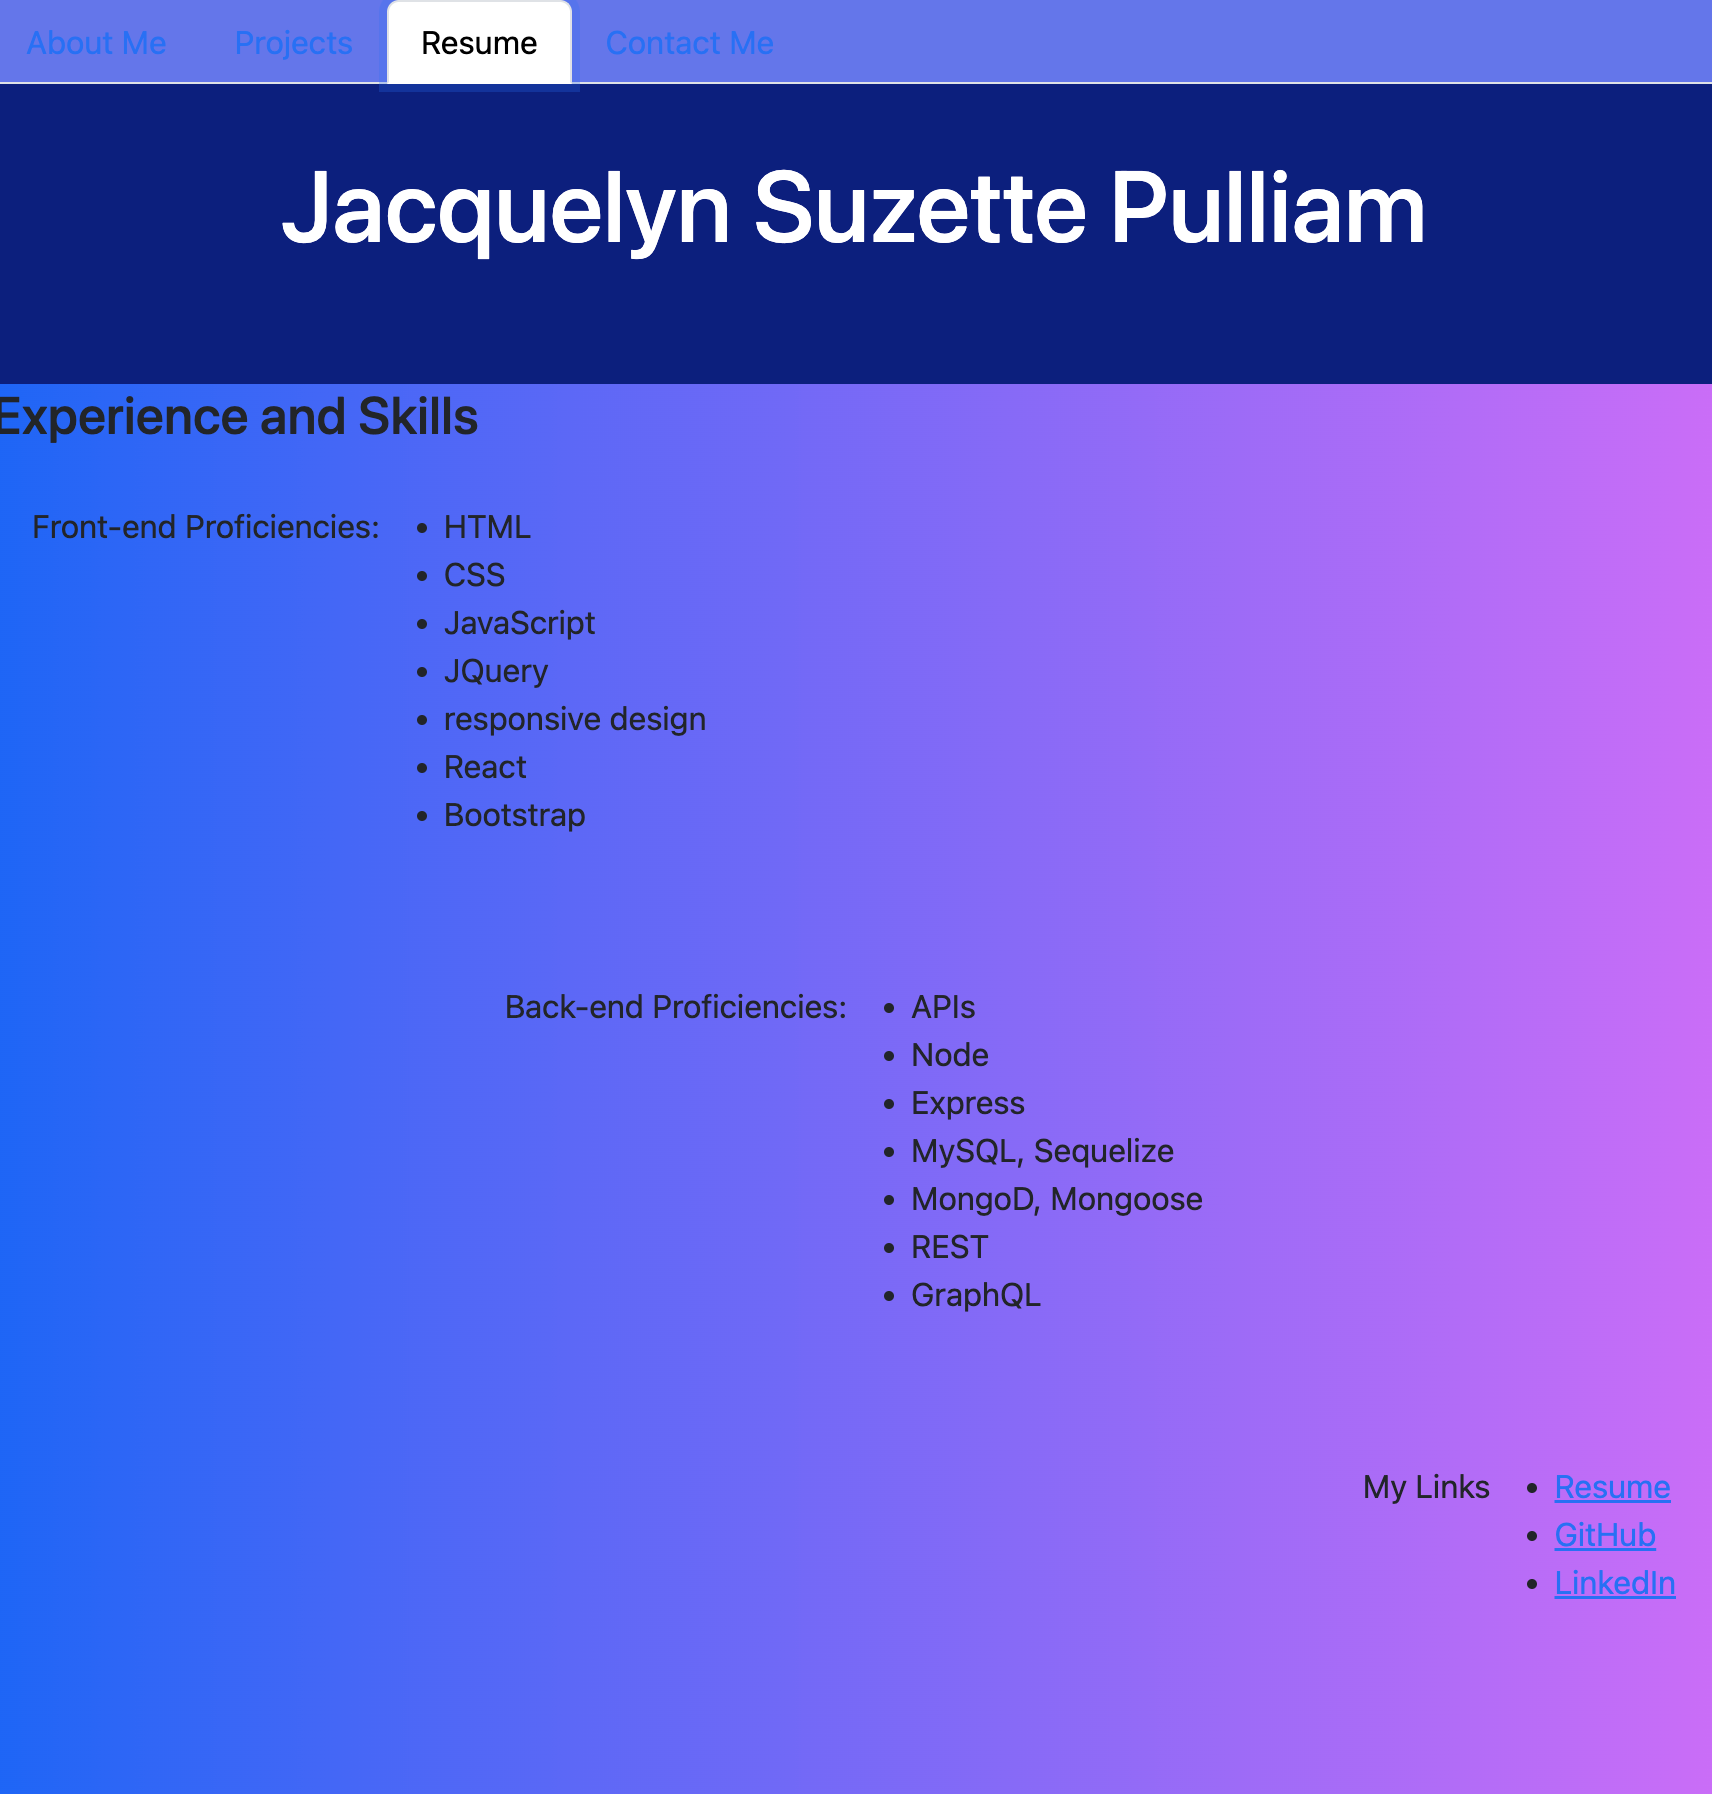 About Me Projects Resume Contact Me
Jacquelyn Suzette Pulliam
Experience and Skills
Front-end Proficiencies: • HTML
• CSS
• JavaScript
• JQuery
• responsive design
• React
• Bootstrap
Back-end Proficiencies: • APIs
• Node
• Express
• MySQL, Sequelize
• MongoD, Mongoose
• REST
• GraphQL
My Links • Resume
• GitHub
• LinkedIn